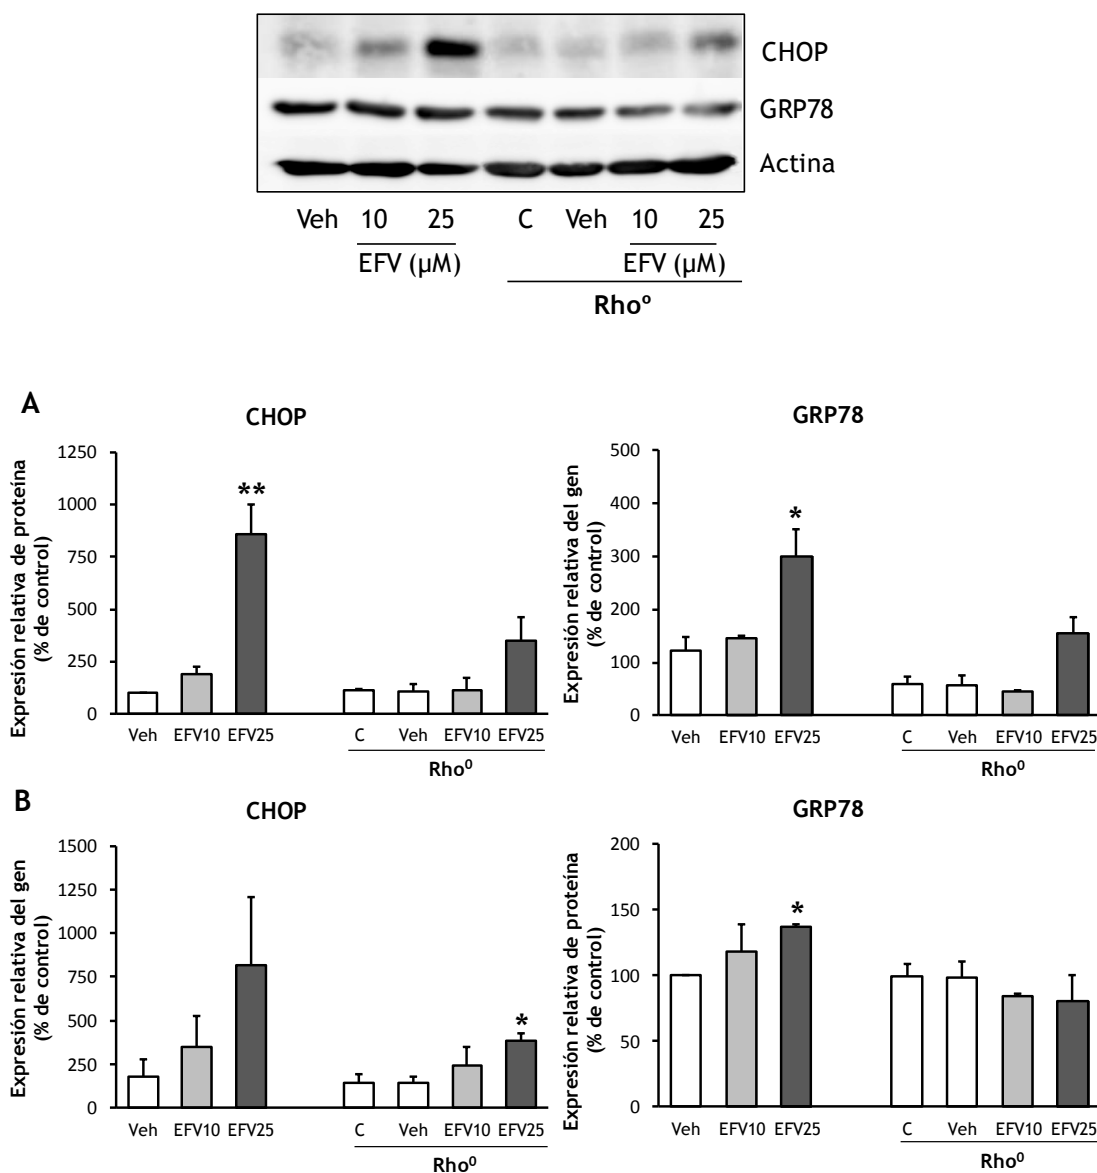 CHOP
GRP78
Actina
Veh 10 25 C Veh 10 25
EFV (µM) EFV (µM)
Rhoº
A
CHOP
Expresión relativa de proteína
(% de control)
1250
1000
750
500
250
0
**
Veh EFV10 EFV25 C Veh EFV10 EFV25
Rho⁰
GRP78
Expresión relativa del gen
(% de control)
500
400
300
200
100
0
*
Veh EFV10 EFV25 C Veh EFV10 EFV25
Rho⁰
B
CHOP
Expresión relativa del gen
(% de control)
1500
1250
1000
750
500
250
0
*
Veh EFV10 EFV25 C Veh EFV10 EFV25
Rho⁰
GRP78
Expresión relativa de proteína
(% de control)
200
150
100
50
0
*
Veh EFV10 EFV25 C Veh EFV10 EFV25
Rho⁰